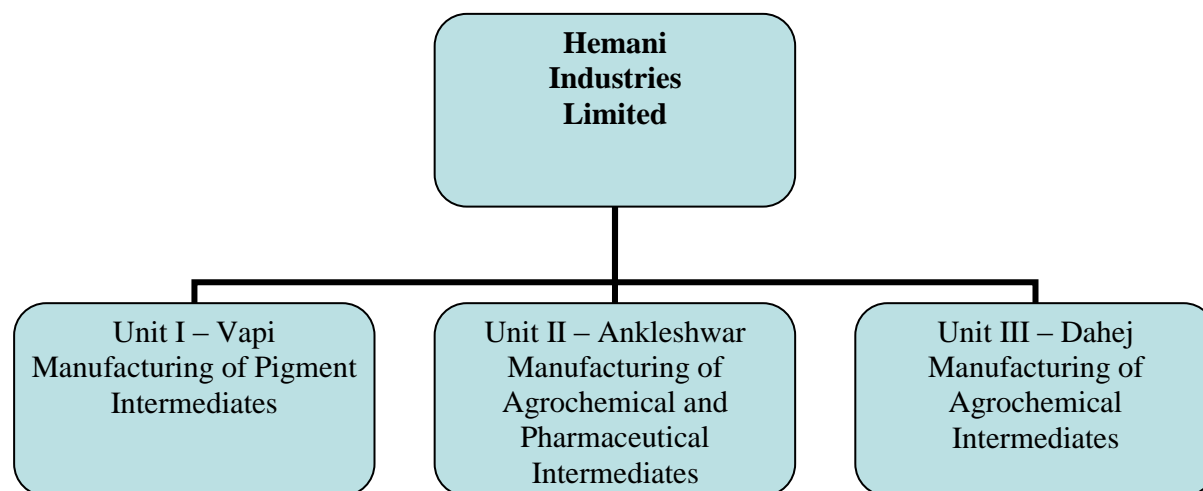 Hemani
Industries
Limited
Unit I – Vapi
Manufacturing of Pigment
Intermediates
Unit II – Ankleshwar
Manufacturing of
Agrochemical and
Pharmaceutical
Intermediates
Unit III – Dahej
Manufacturing of
Agrochemical
Intermediates